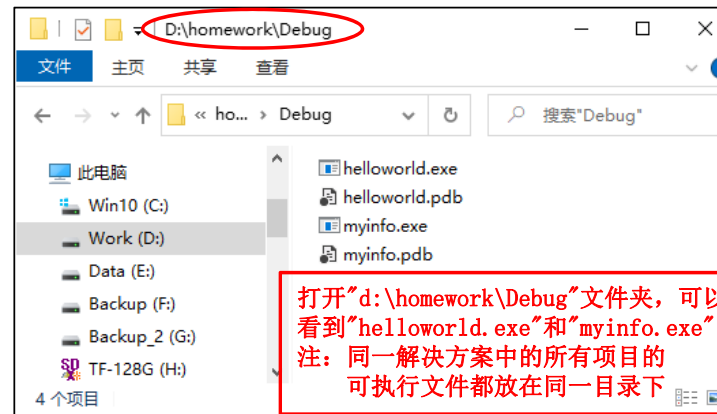 D:\homework\Debug
文件 主页 共享 查看
« ho... › Debug
搜索"Debug"
此电脑
Win10 (C:)
Work (D:)
Data (E:)
Backup (F:)
Backup_2 (G:)
TF-128G (H:)
helloworld.exe
helloworld.pdb
myinfo.exe
myinfo.pdb
打开"d:\homework\Debug"文件夹，可以
看到"helloworld.exe"和"myinfo.exe"
注：同一解决方案中的所有项目的
可执行文件都放在同一目录下
4 个项目